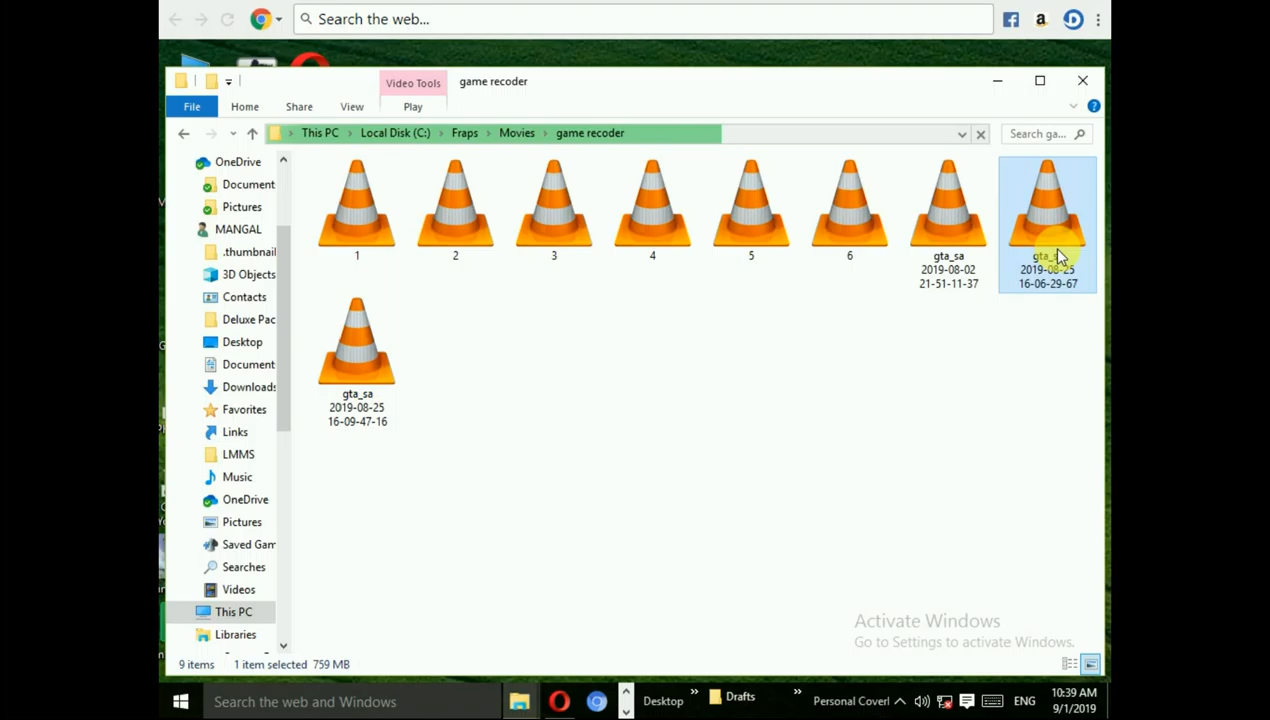 Search the web...
Video Tools
game recoder
File
Home
Share
View
Play
This PC
Local Disk (C:)
Fraps
Movies
game recoder
Search ga...
OneDrive
Document
Pictures
MANGAL
.thumbnail
3D Objects
Contacts
Deluxe Pac
Desktop
Document
Downloads
Favorites
Links
LMMS
Music
OneDrive
Pictures
Saved Gam
Searches
Videos
This PC
Libraries
1
2
3
4
5
6
gta_sa
2019-08-02
21-51-11-37
2019-08-25
16-06-29-67
gta_sa
2019-08-25
16-09-47-16
Activate Windows
Go to Settings to activate Windows.
9 items
1 item selected 759 MB
Search the web and Windows
Desktop
Drafts
Personal Coverl
ENG
10:39 AM
9/1/2019